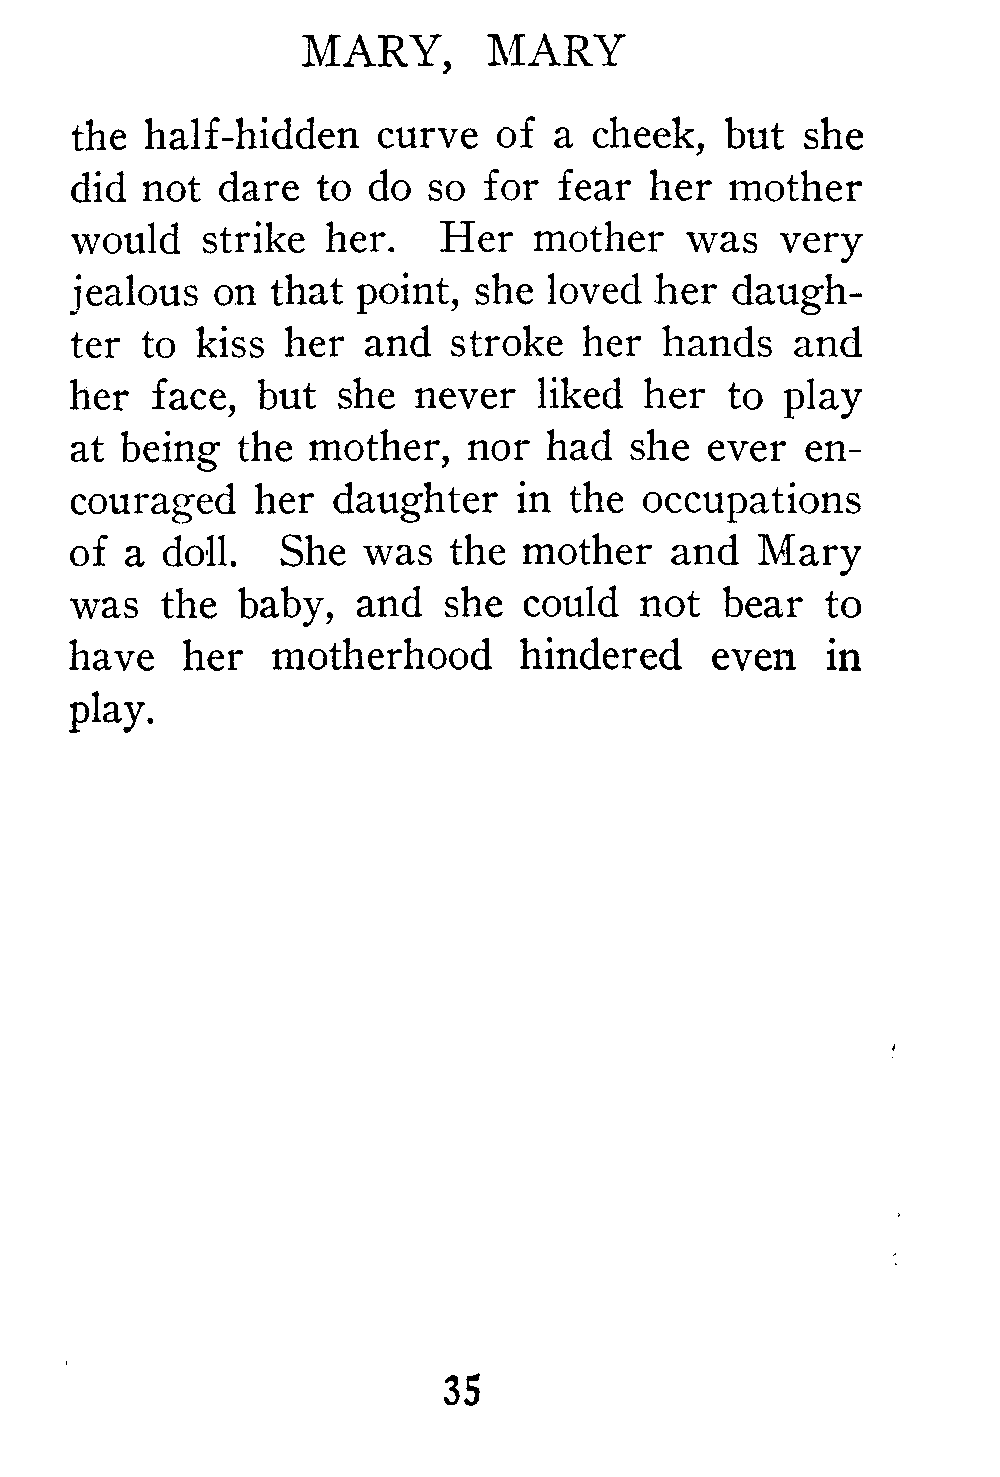 MARY, MARY
the half-hidden curve of a cheek, but she
did not dare to do so for fear her mother
would strike her. Her mother was very
jealous on that point, she loved her daugh-
ter to kiss her and stroke her hands and
her face, but she never liked her to play
at being the mother, nor had she ever en-
couraged her daughter in the occupations
of a doll. She was the mother and Mary
was the baby, and she could not bear to
have her motherhood hindered even in
play.
35